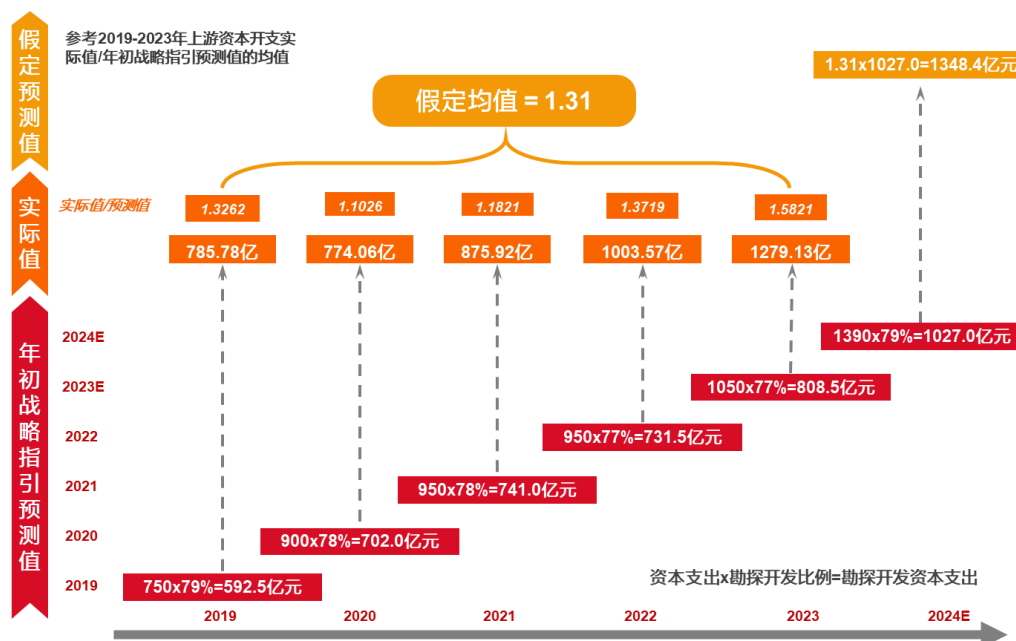 假定预测值
参考2019-2023年上游资本开支实
际值/年初战略指引预测值的均值
1.31x1027.0=1348.4亿元
假定均值 = 1.31
实际值
实际值/预测值
1.3262
1.1026
1.1821
1.3719
1.5821
785.78亿
774.06亿
875.92亿
1003.57亿
1279.13亿
年初战略指引预测值
2024E
1390x79%=1027.0亿元
2023E
1050x77%=808.5亿元
2022
950x77%=731.5亿元
2021
950x78%=741.0亿元
2020
900x78%=702.0亿元
2019
750x79%=592.5亿元
资本支出x勘探开发比例=勘探开发资本支出
2019
2020
2021
2022
2023
2024E